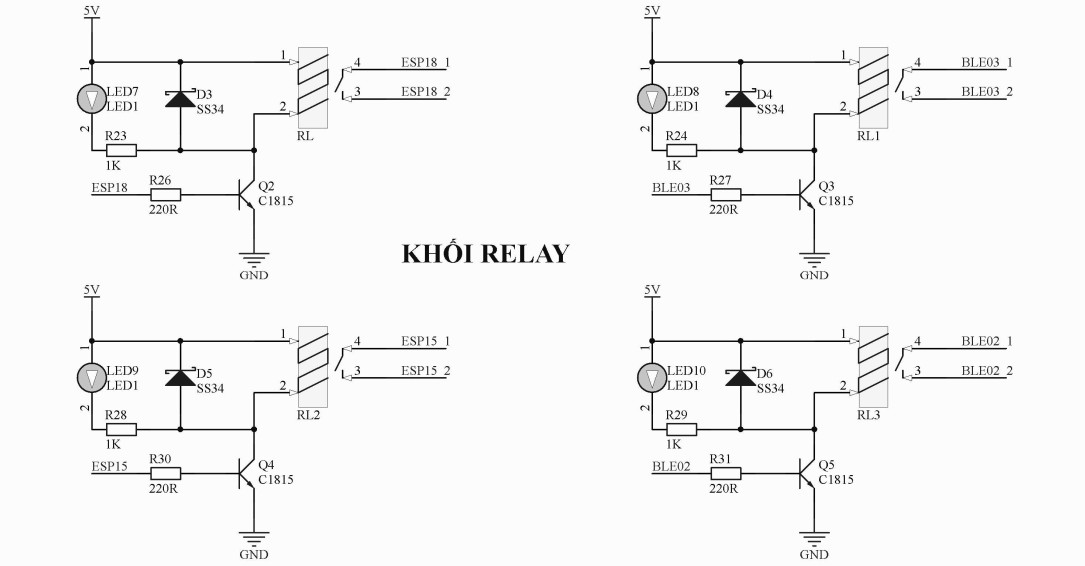 5V
1
LED7
LED1
2
D3
SS34
1
2
RL
4
ESP18_1
3
ESP18_2
R23
1K
ESP18
R26
220R
Q2
C1815
GND
5V
1
LED8
LED1
2
D4
SS34
1
2
RL1
4
BLE03_1
3
BLE03_2
R24
1K
BLE03
R27
220R
Q3
C1815
GND
KHỐI RELAY
5V
1
LED9
LED1
2
D5
SS34
1
2
RL2
4
ESP15_1
3
ESP15_2
R28
1K
ESP15
R30
220R
Q4
C1815
GND
5V
1
LED10
LED1
2
D6
SS34
1
2
RL3
4
BLE02_1
3
BLE02_2
R29
1K
BLE02
R31
220R
Q5
C1815
GND